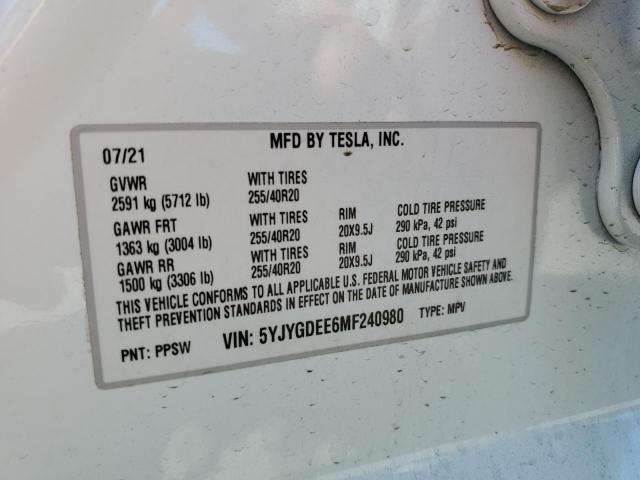 MFD BY TESLA, INC.
07/21
GVWR WITH TIRES
2591 kg (5712 lb) 255/40R20
GAWR FRT WITH TIRES RIM COLD TIRE PRESSURE
1363 kg (3004 lb) 255/40R20 20X9.5J 290 kPa, 42 psi
GAWR RR WITH TIRES RIM COLD TIRE PRESSURE
1500 kg (3306 lb) 255/40R20 20X9.5J 290 kPa, 42 psi
THIS VEHICLE CONFORMS TO ALL APPLICABLE U.S. FEDERAL MOTOR VEHICLE SAFETY AND
THEFT PREVENTION STANDARDS IN EFFECT ON THE DATE OF MANUFACTURE SHOWN ABOVE.
PNT: PPSW VIN: 5YJYGDEE6MF240980 TYPE: MPV